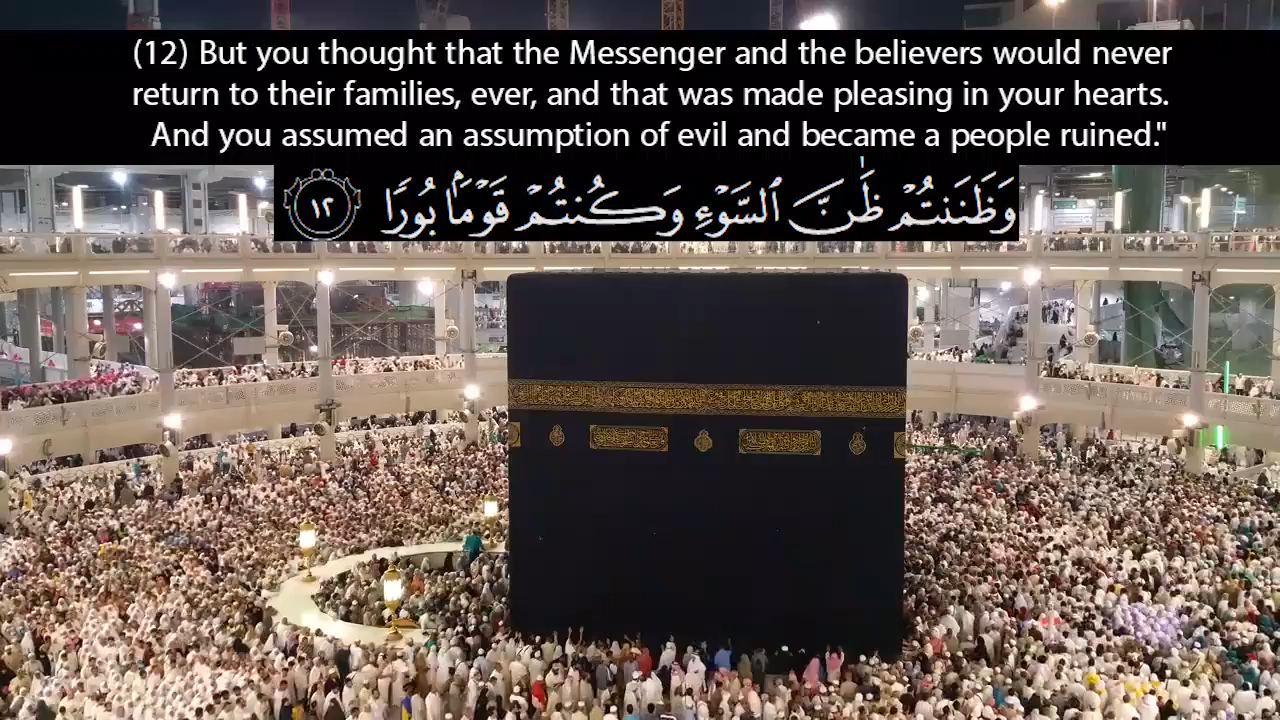 (12) But you thought that the Messenger and the believers would never
return to their families, ever, and that was made pleasing in your hearts.
And you assumed an assumption of evil and became a people ruined."
وَظَنَنتُمْ ظَنَّ ٱلسَّوْءِ وَكُنتُمْ قَوْمًۢا بُورًا ١٢